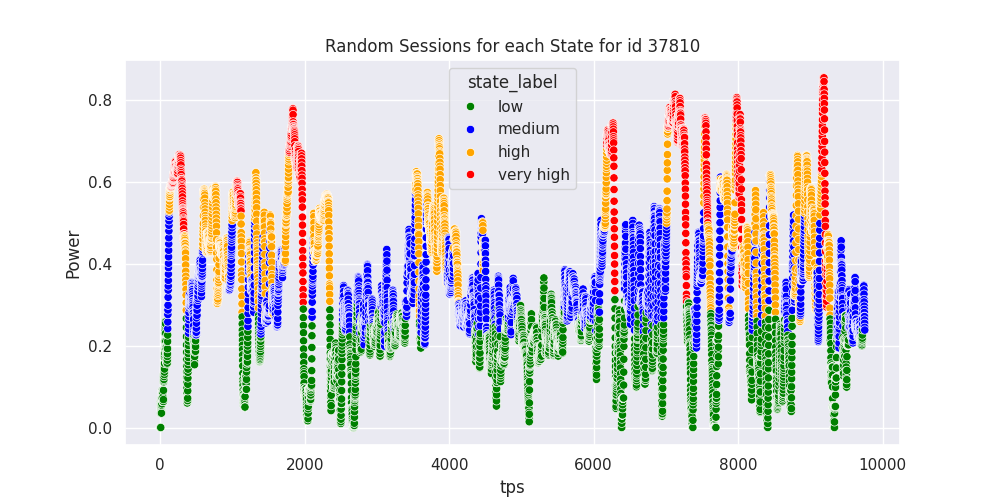 Random Sessions for each State for id 37810
state_label
low
medium
high
very high
Power
0.8
0.6
0.4
0.2
0.0
0
2000
4000
6000
8000
10000
tps